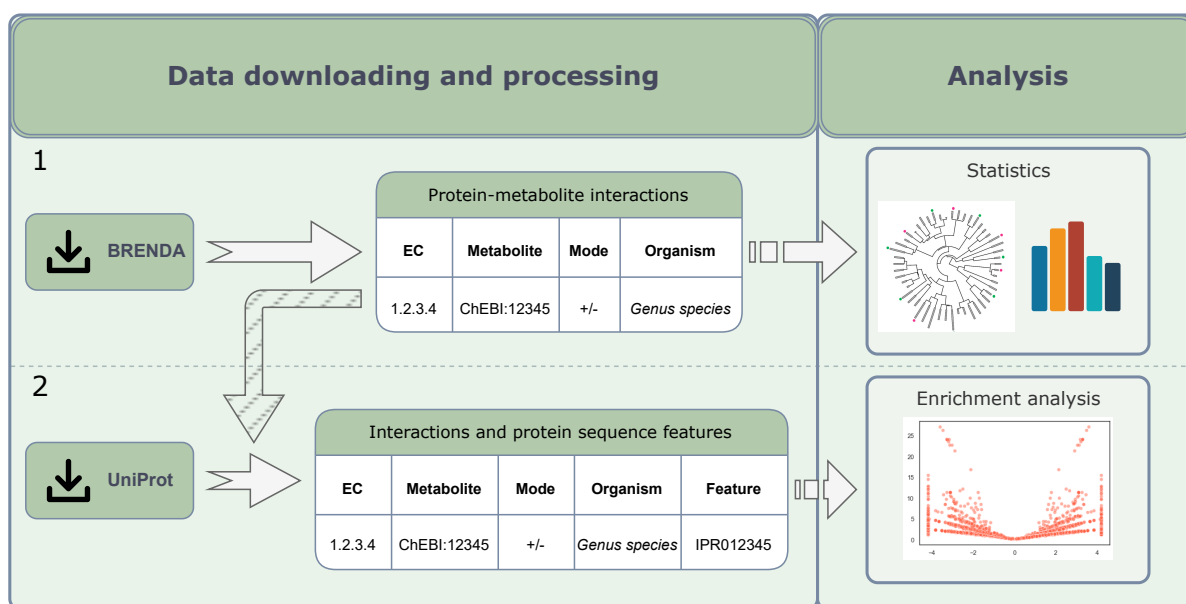 Data downloading and processing
Analysis
1
BRENDA
Protein-metabolite interactions
EC Metabolite Mode Organism
1.2.3.4 ChEBI:12345 +/- Genus species
Statistics
2
UniProt
Interactions and protein sequence features
EC Metabolite Mode Organism Feature
1.2.3.4 ChEBI:12345 +/- Genus species IPR012345
Enrichment analysis
25
20
15
10
5
0
−4 −2 0 2 4